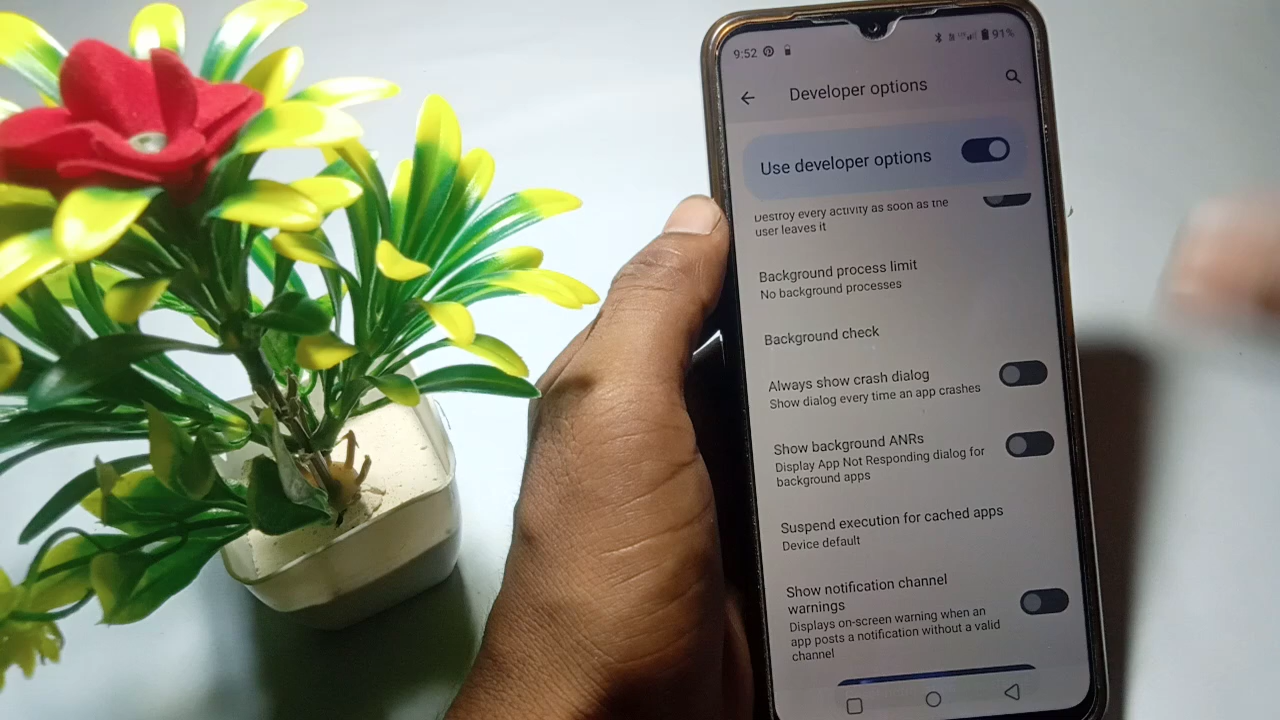 9:52
91%
Developer options
Use developer options
Destroy every activity as soon as the
user leaves it
Background process limit
No background processes
Background check
Always show crash dialog
Show dialog every time an app crashes
Show background ANRs
Display App Not Responding dialog for
background apps
Suspend execution for cached apps
Device default
Show notification channel
warnings
Displays on-screen warning when an
app posts a notification without a valid
channel